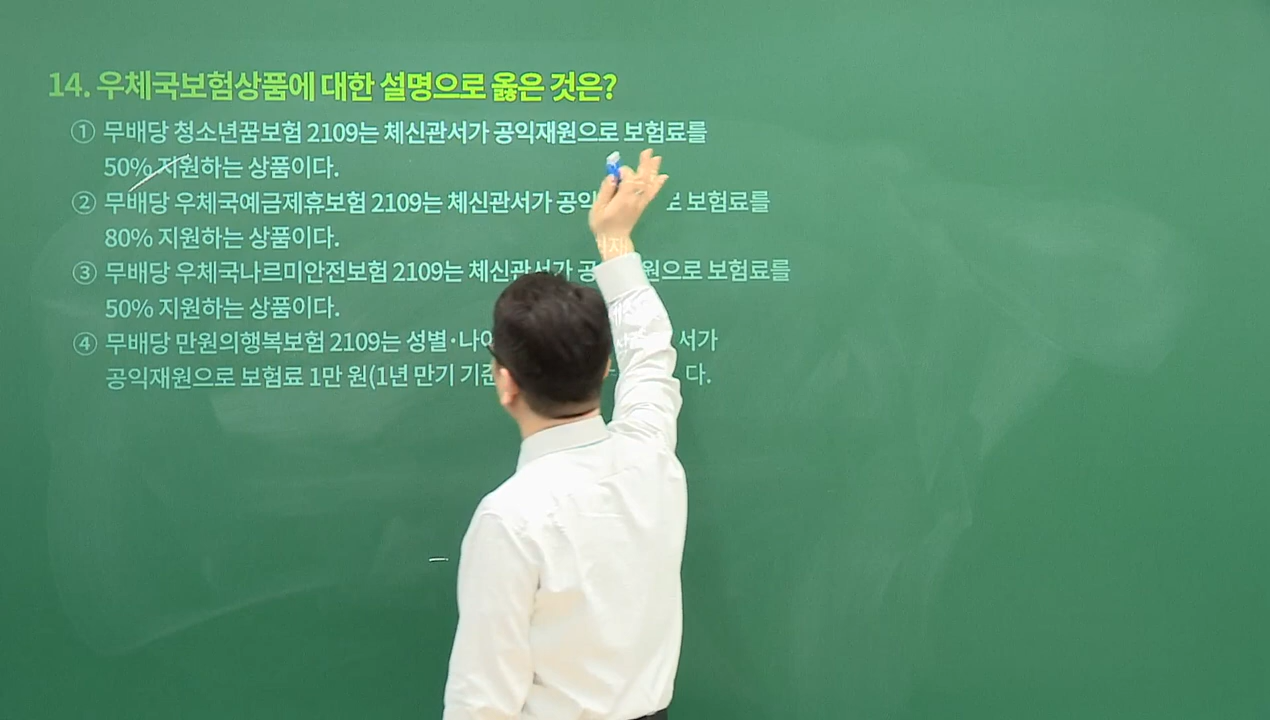 14. 우체국보험상품에 대한 설명으로 옳은 것은?
① 무배당 청소년꿈보험 2109는 체신관서가 공익재원으로 보험료를
50% 지원하는 상품이다.
② 무배당 우체국예금제휴보험 2109는 체신관서가 공익 로 보험료를
80% 지원하는 상품이다.
③ 무배당 우체국나르미안전보험 2109는 체신관서가 공 원으로 보험료를
50% 지원하는 상품이다.
④ 무배당 만원의행복보험 2109는 성별·나이 서가
공익재원으로 보험료 1만 원(1년 만기 기준 다.